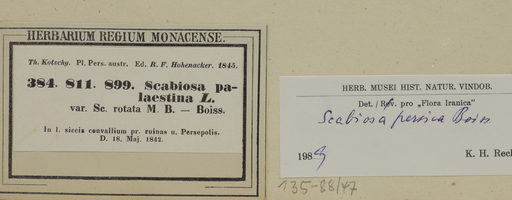 HERBARIUM REGIUM MONACENSE.
Th. Kotschy. Pl. Pers. austr. Ed. R. F. Hohenacker. 1845.
384. 811. 899. Scabiosa pa-
laestina L.
var. Sc. rotata M. B. — Boiss.
In l. siccis convallium pr. ruinas u. Persepolis.
D. 18. Maj. 1842.
HERB. MUSEI HIST. NATUR. VINDOB.
Det. / Rev. pro „Flora Iranica"
Scabiosa persica Boiss
198
K. H. Rech
135-88/47